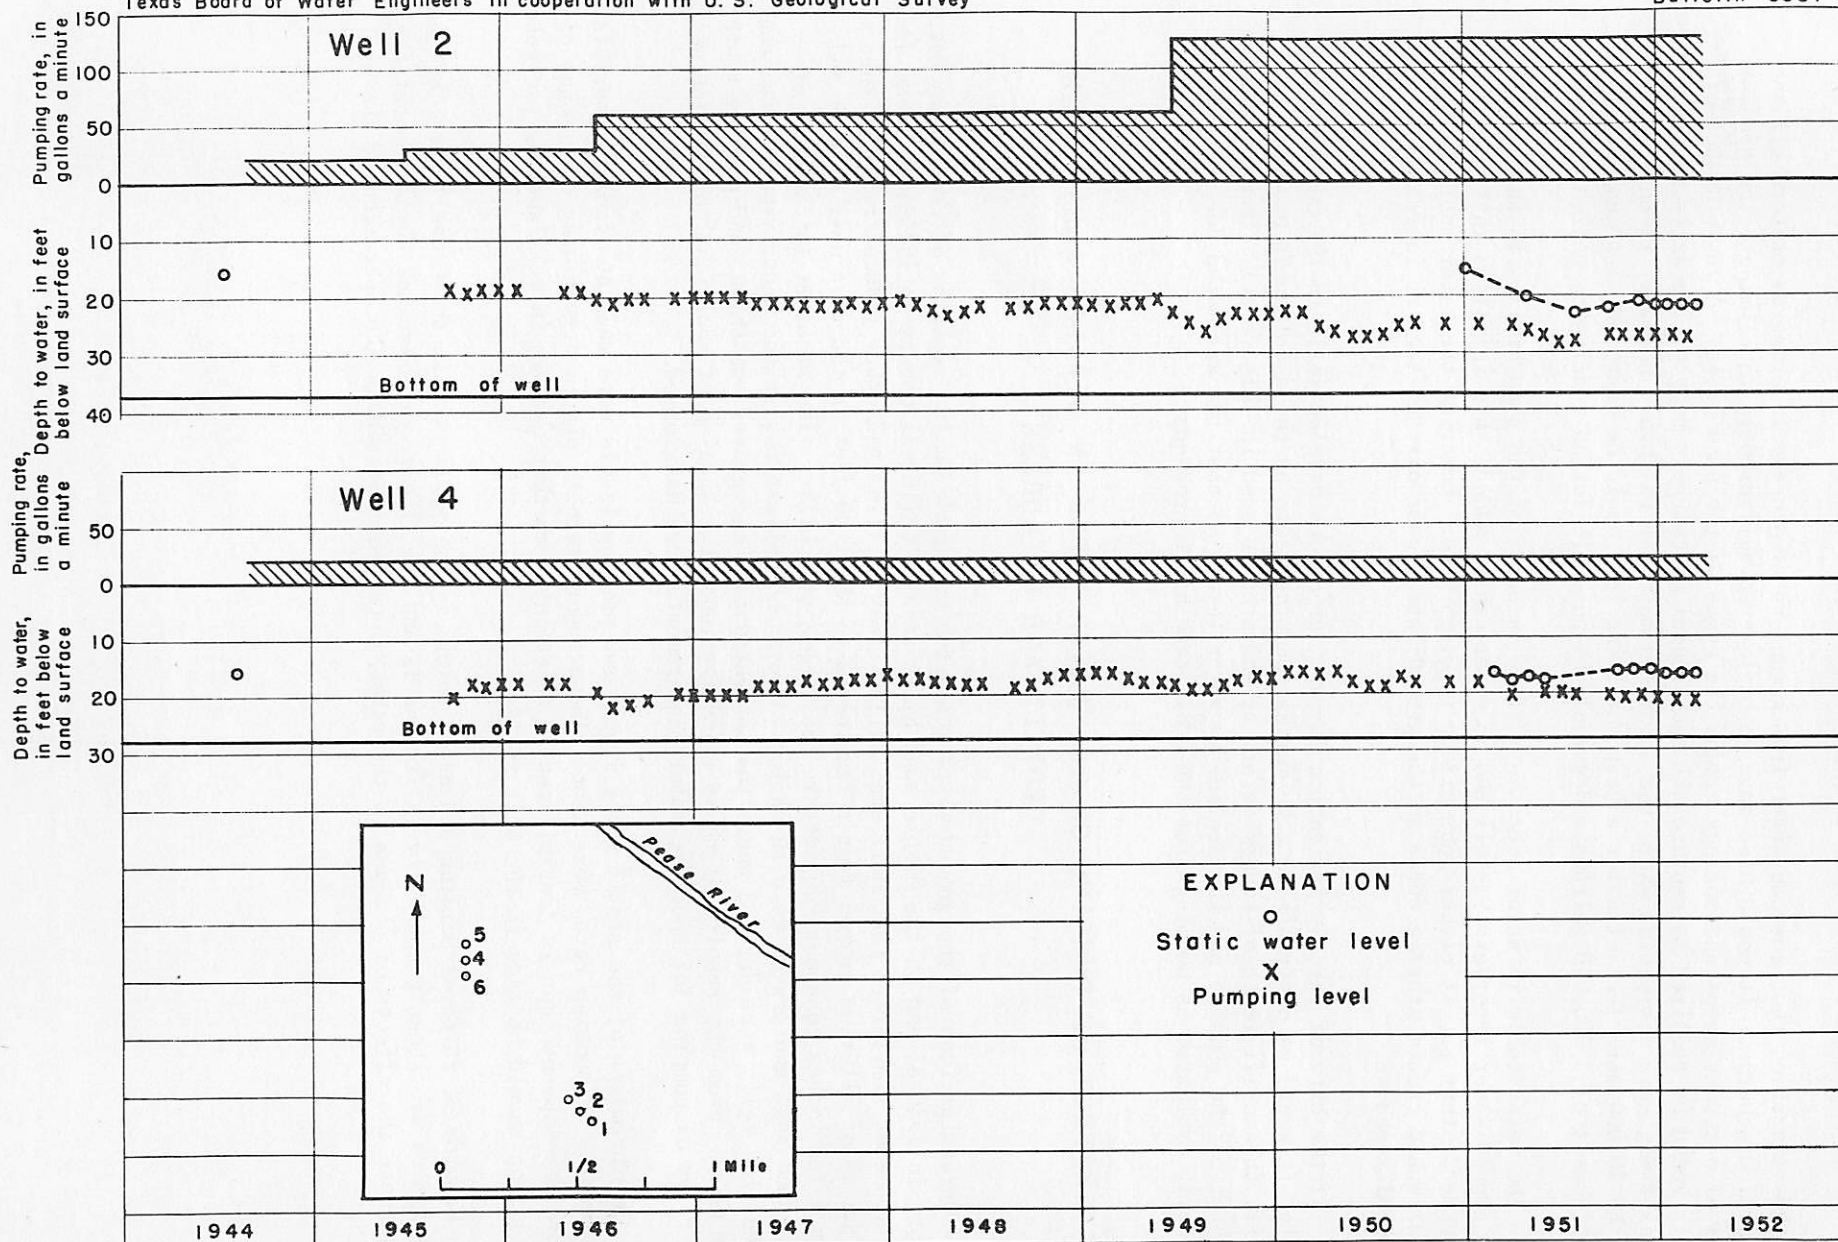 Texas Board of Water Engineers in cooperation with U. S. Geological Survey
Well 2
Pumping rate, in
gallons a minute
150
100
50
0
Depth to water, in feet
below land surface
10
20
30
40
Bottom of well
Well 4
Pumping rate,
in gallons
a minute
50
0
Depth to water,
in feet below
land surface
10
20
30
Bottom of well
Pease River
N
5
4
6
3
2
1
0 1/2 1 Mile
EXPLANATION
o
Static water level
x
Pumping level
1944 1945 1946 1947 1948 1949 1950 1951 1952